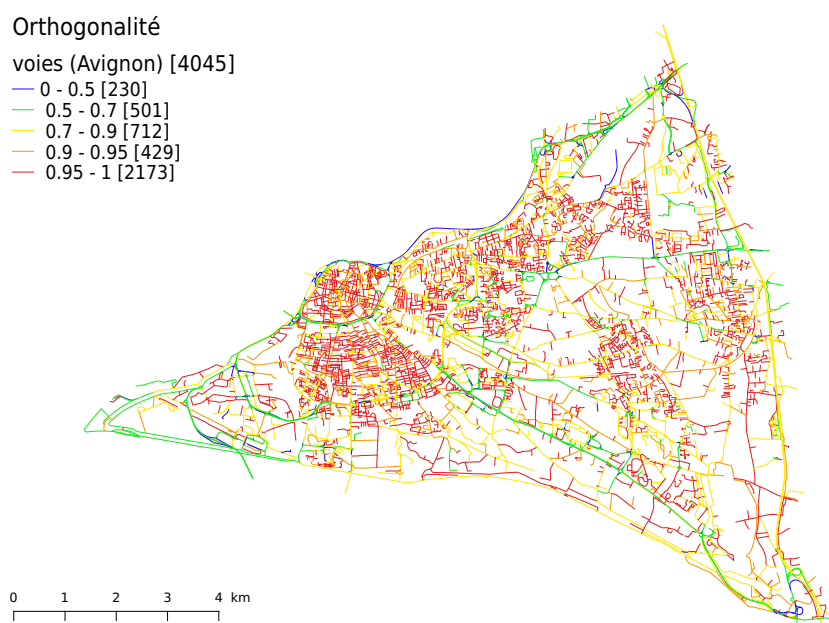 Orthogonalité
voies (Avignon) [4045]
0 - 0.5 [230]
0.5 - 0.7 [501]
0.7 - 0.9 [712]
0.9 - 0.95 [429]
0.95 - 1 [2173]
0 1 2 3 4 km